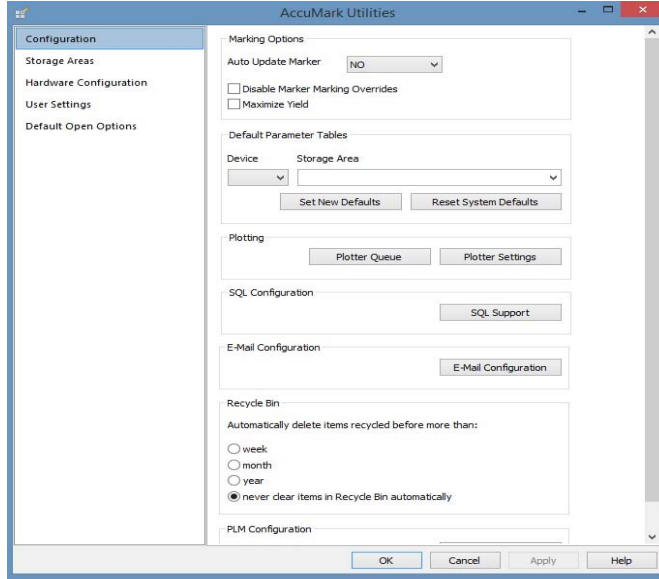 AccuMark Utilities
Configuration
Storage Areas
Hardware Configuration
User Settings
Default Open Options
Marking Options
Auto Update Marker NO
Disable Marker Marking Overrides
Maximize Yield
Default Parameter Tables
Device Storage Area
Set New Defaults Reset System Defaults
Plotting
Plotter Queue Plotter Settings
SQL Configuration
SQL Support
E-Mail Configuration
E-Mail Configuration
Recycle Bin
Automatically delete items recycled before more than:
week
month
year
never clear items in Recycle Bin automatically
PLM Configuration
OK Cancel Apply Help